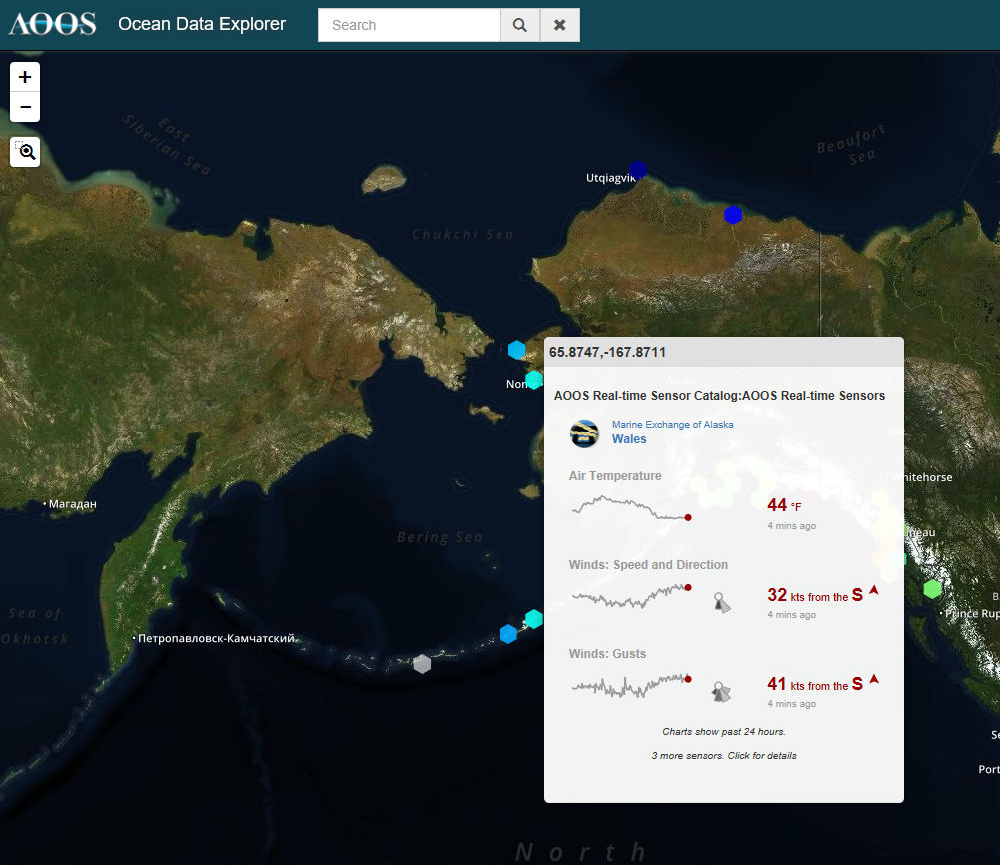 AOOS Ocean Data Explorer Search
East
Siberian Sea
Beaufort
Sea
Utqiagvik
Chukchi Sea
65.8747,-167.8711
AOOS Real-time Sensor Catalog:AOOS Real-time Sensors
Marine Exchange of Alaska
Wales
Air Temperature
44 °F
4 mins ago
Whitehorse
Магадан
Bering Sea
Winds: Speed and Direction
32 kts from the S
4 mins ago
Sea of
Okhotsk
Петропавловск-Камчатский
Winds: Gusts
41 kts from the S
4 mins ago
Charts show past 24 hours.
3 more sensors. Click for details
Prince Rup
Port
North